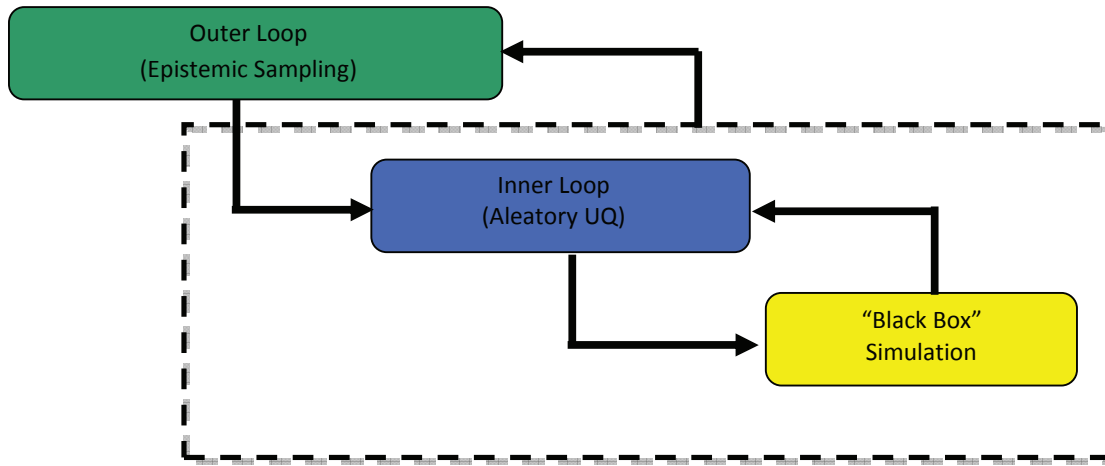 Outer Loop
(Epistemic Sampling)
Inner Loop
(Aleatory UQ)
“Black Box”
Simulation